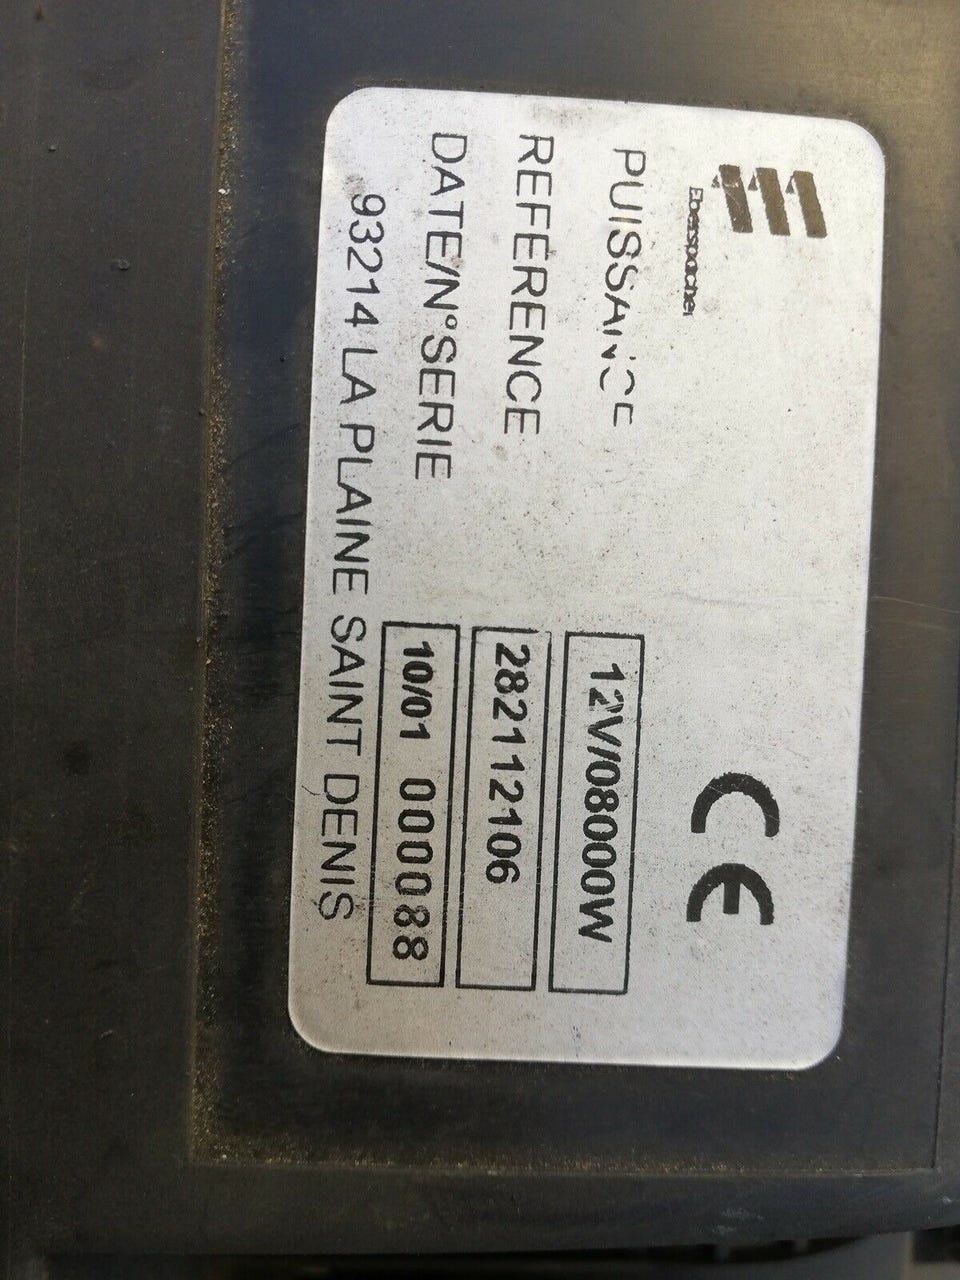 Eberspächer
CE
PUISSANCE 12V/08000W
REFERENCE 282112106
DATE/N°SERIE 10/01 000088
93214 LA PLAINE SAINT DENIS